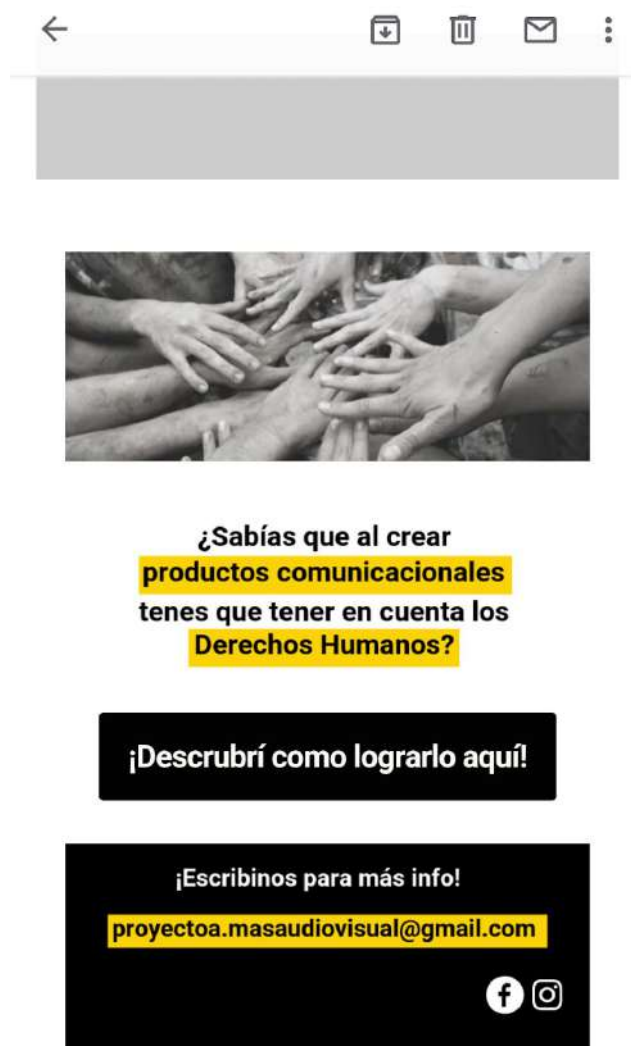 ¿Sabías que al crear
productos comunicacionales
tenes que tener en cuenta los
Derechos Humanos?
¡Descrubrí como lograrlo aquí!
¡Escribinos para más info!
proyectoa.masaudiovisual@gmail.com